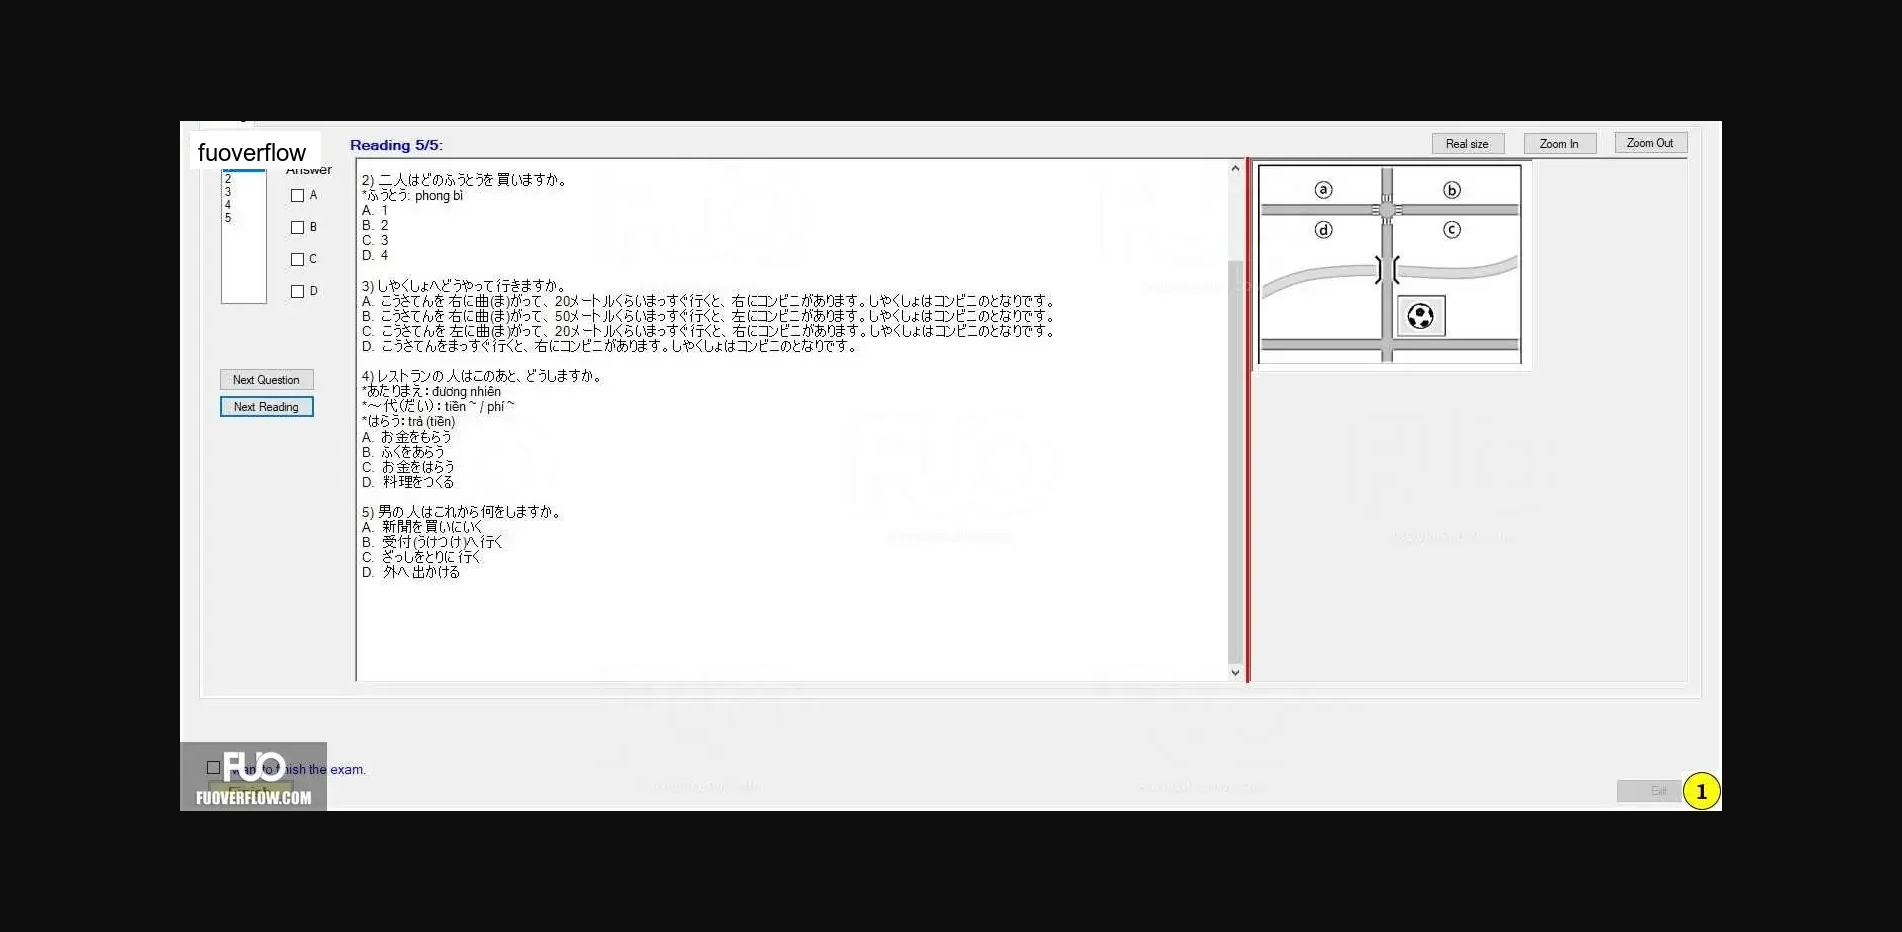 fuoverflow
Reading 5/5:
Real size
Zoom In
Zoom Out
Answer
2
3
4
5
A
B
C
D
Next Question
Next Reading
2) 二人はどのふうとうを買いますか。
*ふうとう: phong bì
A. 1
B. 2
C. 3
D. 4
3) しやくしょへどうやって行きますか。
A. こうさてんを右に曲(ま)がって、20メートルくらいまっすぐ行くと、右にコンビニがあります。しやくしょはコンビニのとなりです。
B. こうさてんを右に曲(ま)がって、50メートルくらいまっすぐ行くと、左にコンビニがあります。しやくしょはコンビニのとなりです。
C. こうさてんを左に曲(ま)がって、20メートルくらいまっすぐ行くと、右にコンビニがあります。しやくしょはコンビニのとなりです。
D. こうさてんをまっすぐ行くと、右にコンビニがあります。しやくしょはコンビニのとなりです。
4) レストランの人はこのあと、どうしますか。
*あたりまえ: đương nhiên
*～代(だい): tiền ~ / phí ~
*はらう: trả (tiền)
A. お金をもらう
B. ふくをあらう
C. お金をはらう
D. 料理をつくる
5) 男の人はこれから何をしますか。
A. 新聞を買いにいく
B. 受付(うけつけ)へ行く
C. ざっしをとりに行く
D. 外へ出かける
ⓐ
ⓑ
ⓓ
ⓒ
FUO
FUOVERFLOW.COM
the exam.
Exit
1